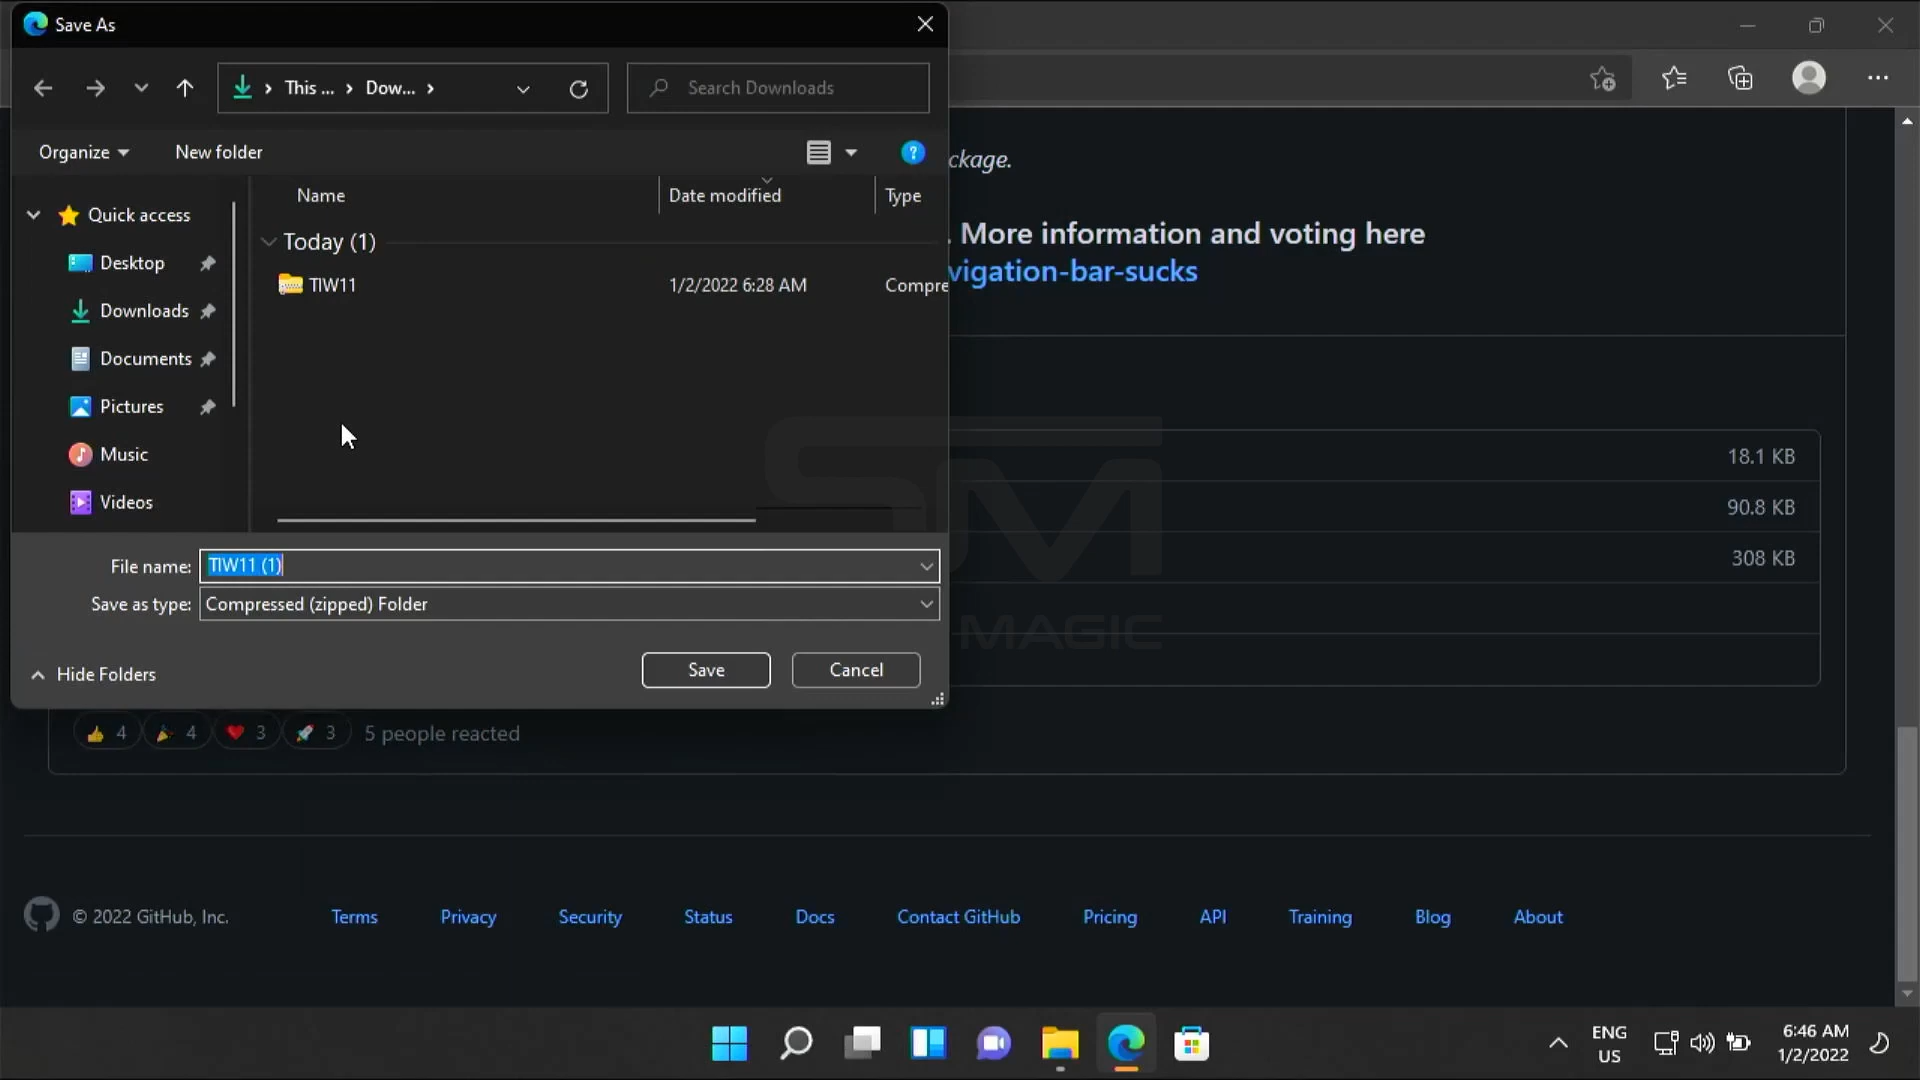 Save As
This ... Dow...
Search Downloads
Organize
New folder
ckage.
Name
Date modified
Type
Quick access
Today (1)
. More information and voting here
Desktop
vigation-bar-sucks
TIW11
1/2/2022 6:28 AM
Compre
Downloads
Documents
Pictures
Music
18.1 KB
Videos
90.8 KB
File name:
TIW11 (1)
308 KB
Save as type:
Compressed (zipped) Folder
SM
MAGIC
Hide Folders
Save
Cancel
4
4
3
3
5 people reacted
© 2022 GitHub, Inc.
Terms
Privacy
Security
Status
Docs
Contact GitHub
Pricing
API
Training
Blog
About
ENG
US
6:46 AM
1/2/2022